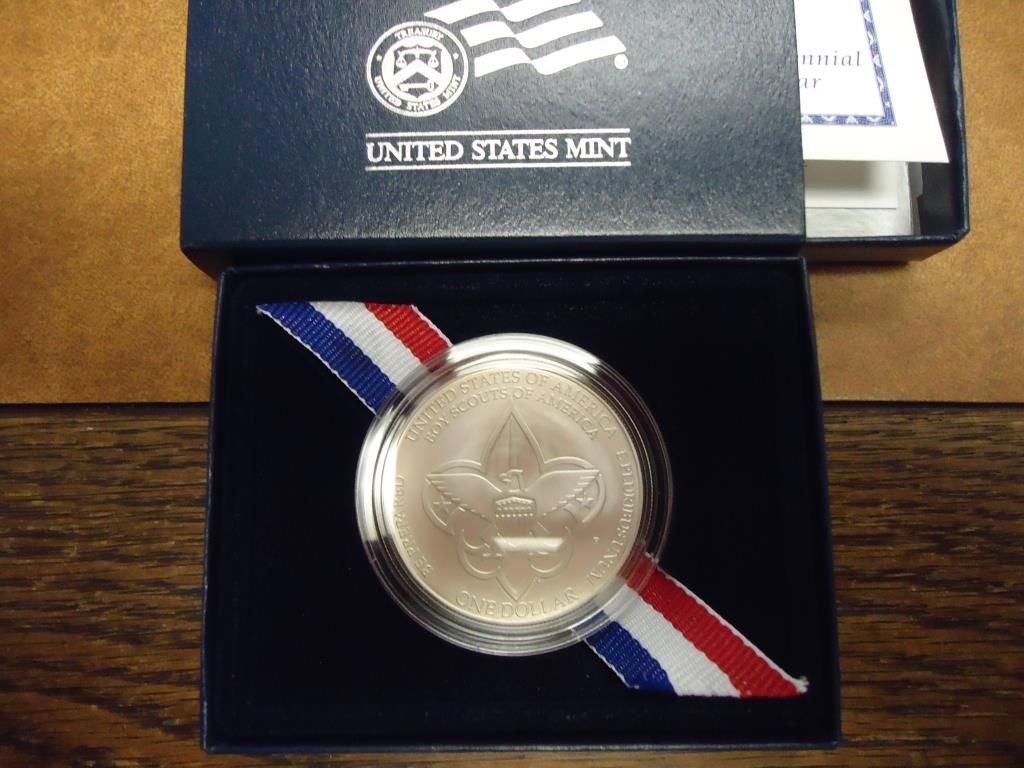 TREASURY
UNITED STATES MINT
®
UNITED STATES MINT
nnial
ar
UNITED STATES OF AMERICA
BOY SCOUTS OF AMERICA
E PLURIBUS UNUM
BE PREPARED
ONE DOLLAR